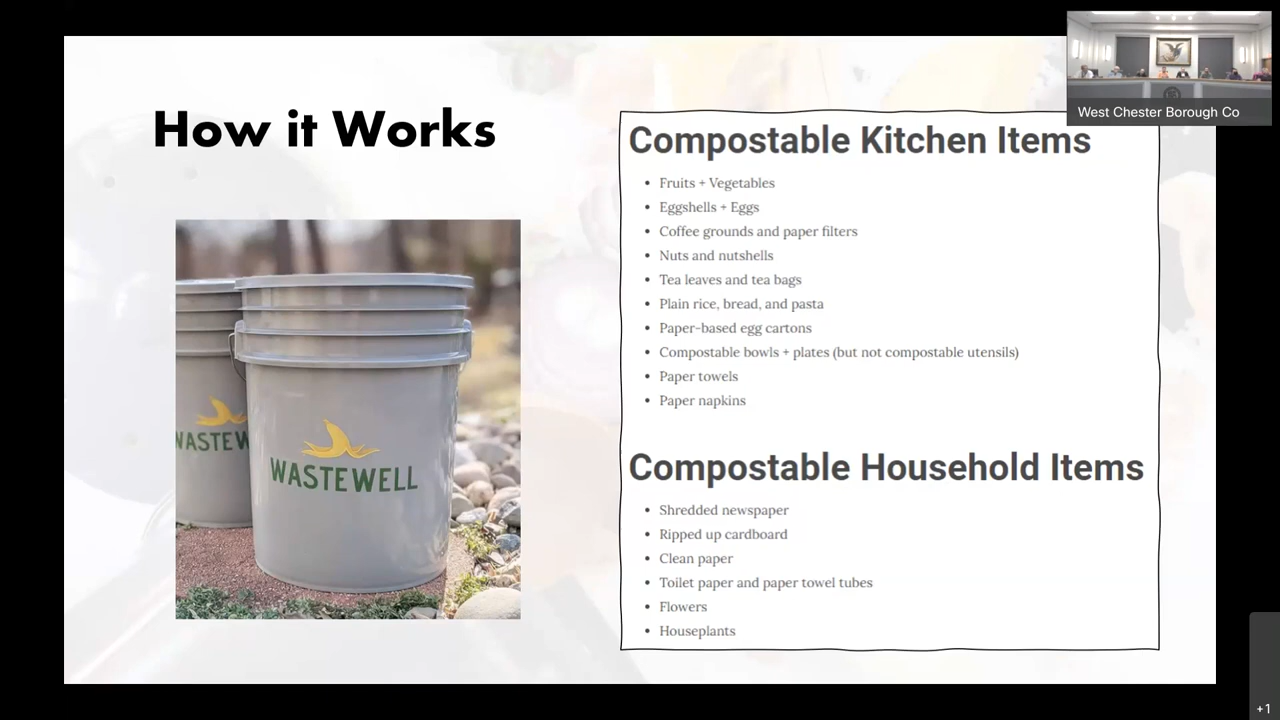 West Chester Borough Co
How it Works
WASTEW
WASTEWELL
Compostable Kitchen Items
• Fruits + Vegetables
• Eggshells + Eggs
• Coffee grounds and paper filters
• Nuts and nutshells
• Tea leaves and tea bags
• Plain rice, bread, and pasta
• Paper-based egg cartons
• Compostable bowls + plates (but not compostable utensils)
• Paper towels
• Paper napkins
Compostable Household Items
• Shredded newspaper
• Ripped up cardboard
• Clean paper
• Toilet paper and paper towel tubes
• Flowers
• Houseplants
+1